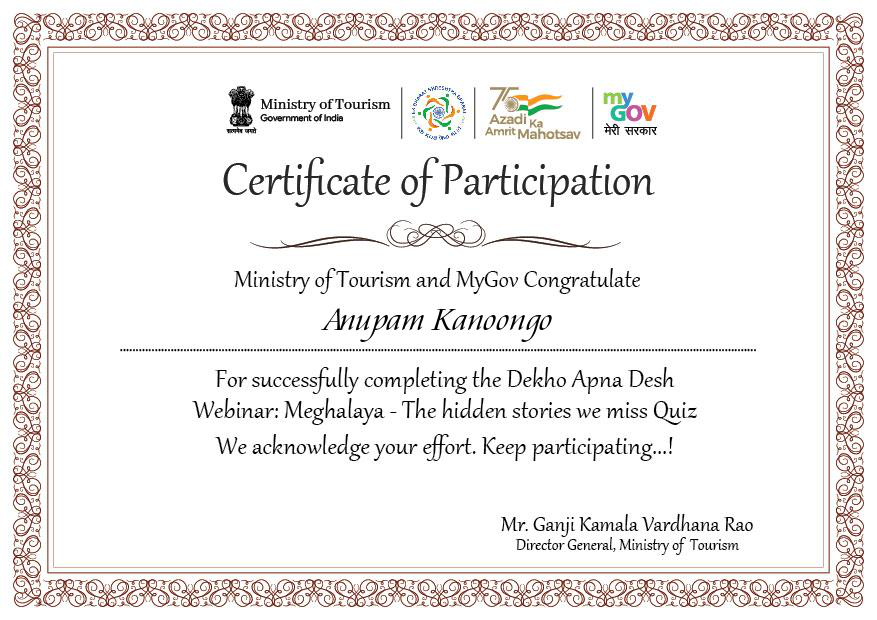 Ministry of Tourism
Government of India
सत्यमेव जयते
75
Azadi Ka
Amrit Mahotsav
my
GOV
मेरी सरकार
Certificate of Participation
Ministry of Tourism and MyGov Congratulate
Anupam Kanoongo
For successfully completing the Dekho Apna Desh
Webinar: Meghalaya - The hidden stories we miss Quiz
We acknowledge your effort. Keep participating...!
Mr. Ganji Kamala Vardhana Rao
Director General, Ministry of Tourism